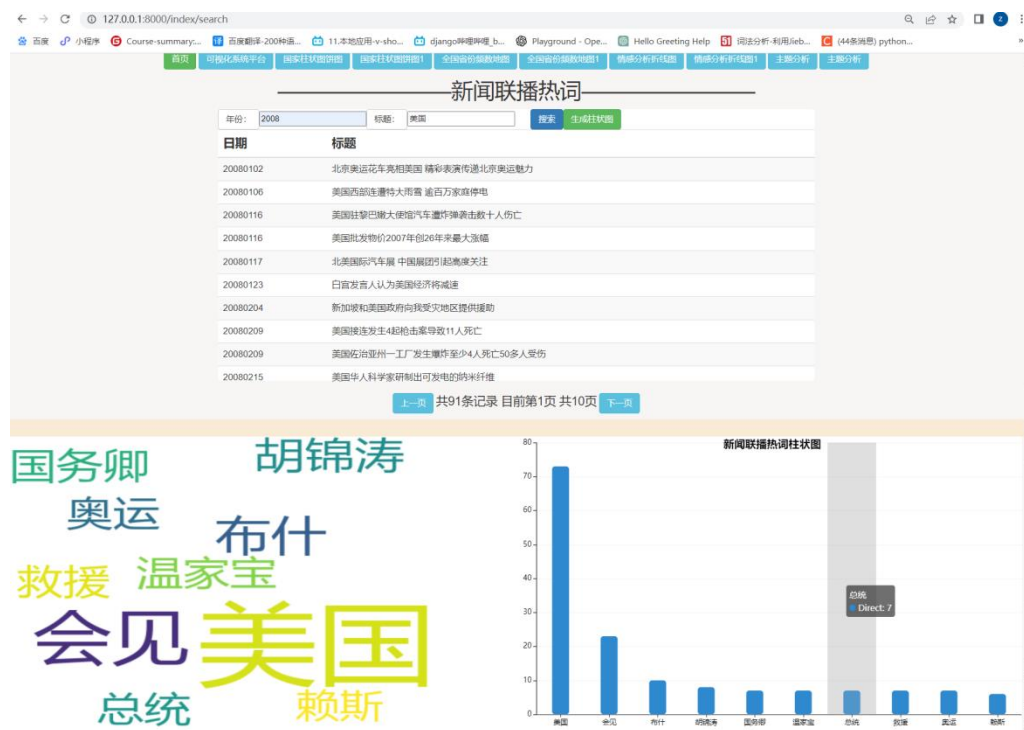 127.0.0.1:8000/index/search
百度 小程序 Course-summary;... 百度翻译-200种语... 11.本地应用-v-sho... django哔哩哔哩_b... Playground - Ope... Hello Greeting Help 词法分析-利用Jieb... (44条消息) python... »
首页 可视化系统平台 国家柱状图饼图 国家柱状图饼图1 全国省份频数地图 全国省份频数地图1 情感分析折线图 情感分析折线图1 主题分析 主题分析
新闻联播热词
年份: 2008 标题: 美国 搜索 生成柱状图
日期 标题
20080102 北京奥运花车亮相美国 精彩表演传递北京奥运魅力
20080106 美国西部连遭特大雨雪 逾百万家庭停电
20080116 美国驻黎巴嫩大使馆汽车遭炸弹袭击数十人伤亡
20080116 美国批发物价2007年创26年来最大涨幅
20080117 北美国际汽车展 中国展团引起高度关注
20080123 白宫发言人认为美国经济将减速
20080204 新加坡和美国政府向我受灾地区提供援助
20080209 美国接连发生4起枪击案导致11人死亡
20080209 美国佐治亚州一工厂发生爆炸至少4人死亡50多人受伤
20080215 美国华人科学家研制出可发电的纳米纤维
上一页 共91条记录 目前第1页 共10页 下一页
国务卿 胡锦涛
奥运 布什
救援 温家宝
会见 美国
总统 赖斯
新闻联播热词柱状图
80
70
60
50
40
30
20
10
0
总统
Direct: 7
美国 会见 布什 胡锦涛 国务卿 温家宝 总统 救援 奥运 赖斯